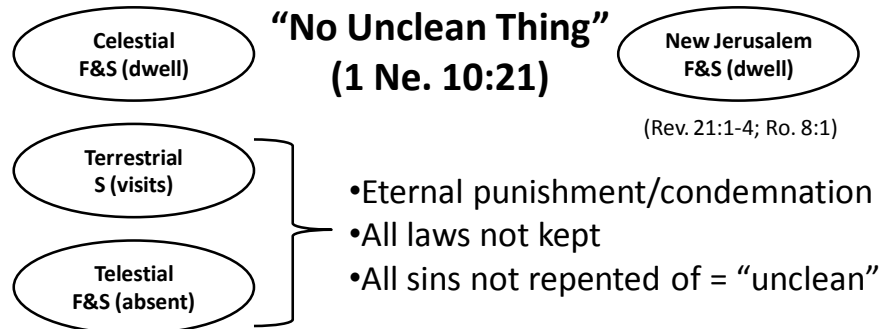 Celestial
F&S (dwell)
“No Unclean Thing”
(1 Ne. 10:21)
New Jerusalem
F&S (dwell)
(Rev. 21:1-4; Ro. 8:1)
Terrestrial
S (visits)
Telestial
F&S (absent)
•Eternal punishment/condemnation
•All laws not kept
•All sins not repented of = “unclean”